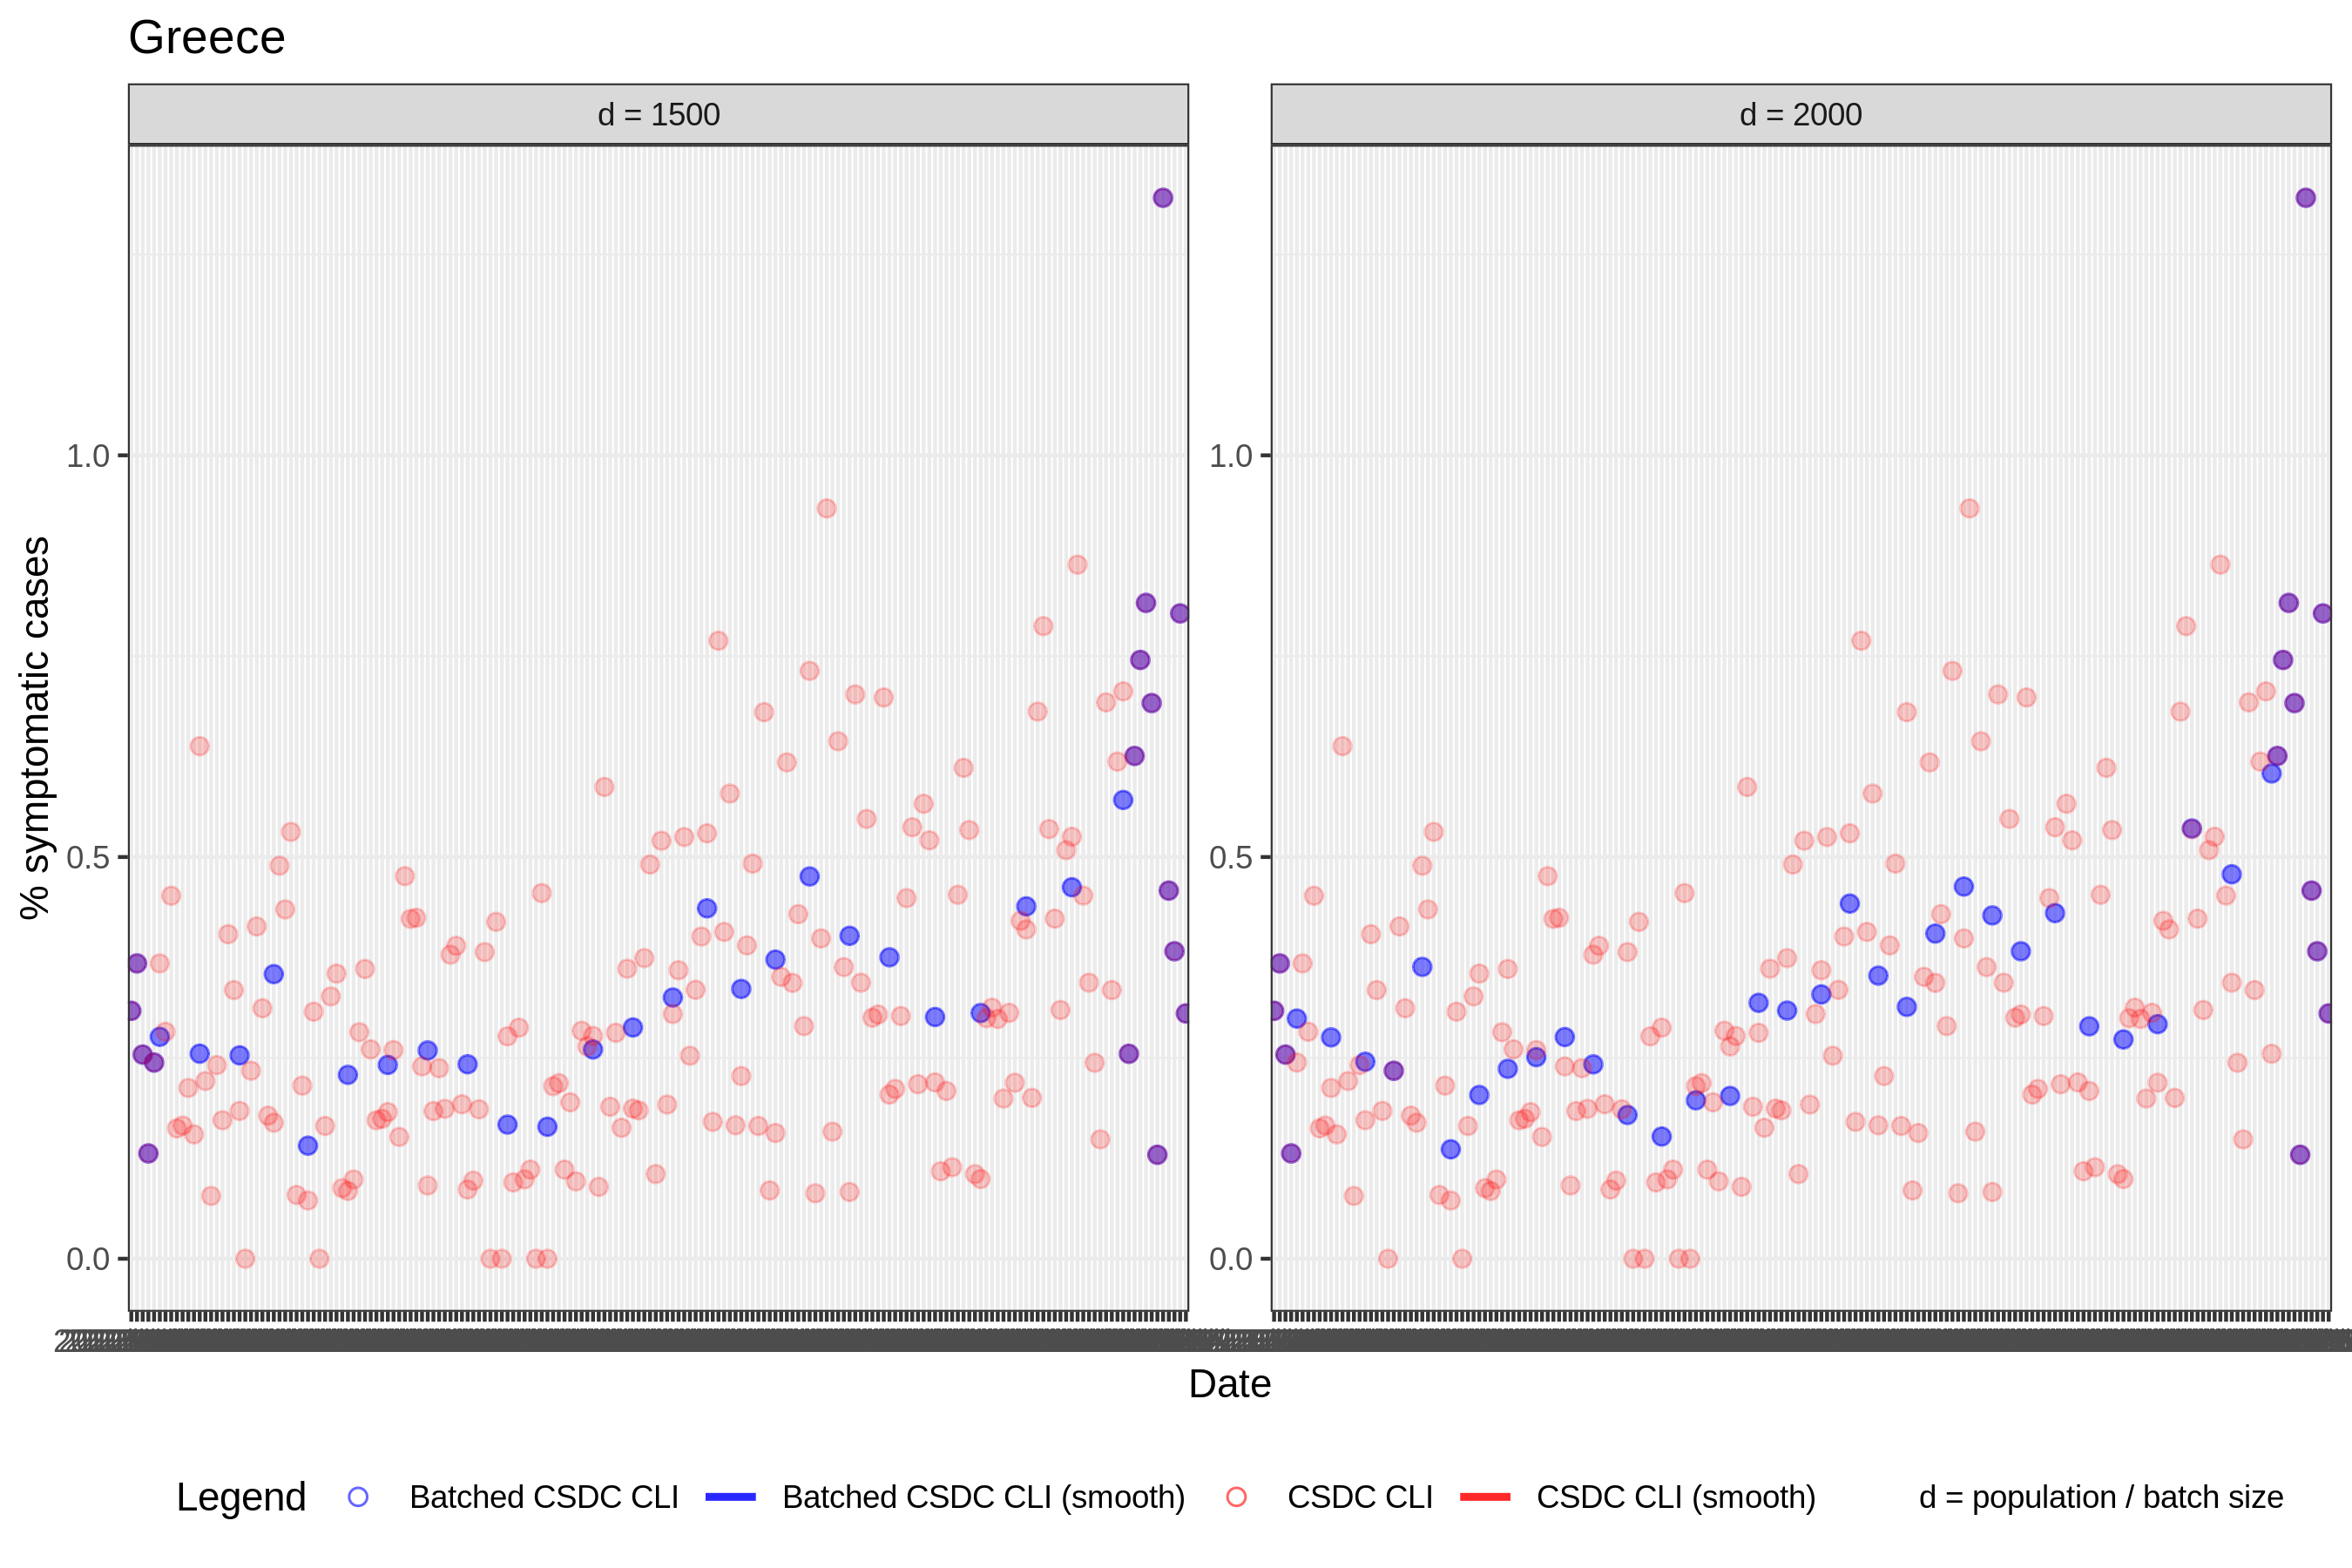 Greece
d = 1500
d = 2000
% symptomatic cases
1.0
0.5
0.0
1.0
0.5
0.0
Date
Legend
Batched CSDC CLI
Batched CSDC CLI (smooth)
CSDC CLI
CSDC CLI (smooth)
d = population / batch size